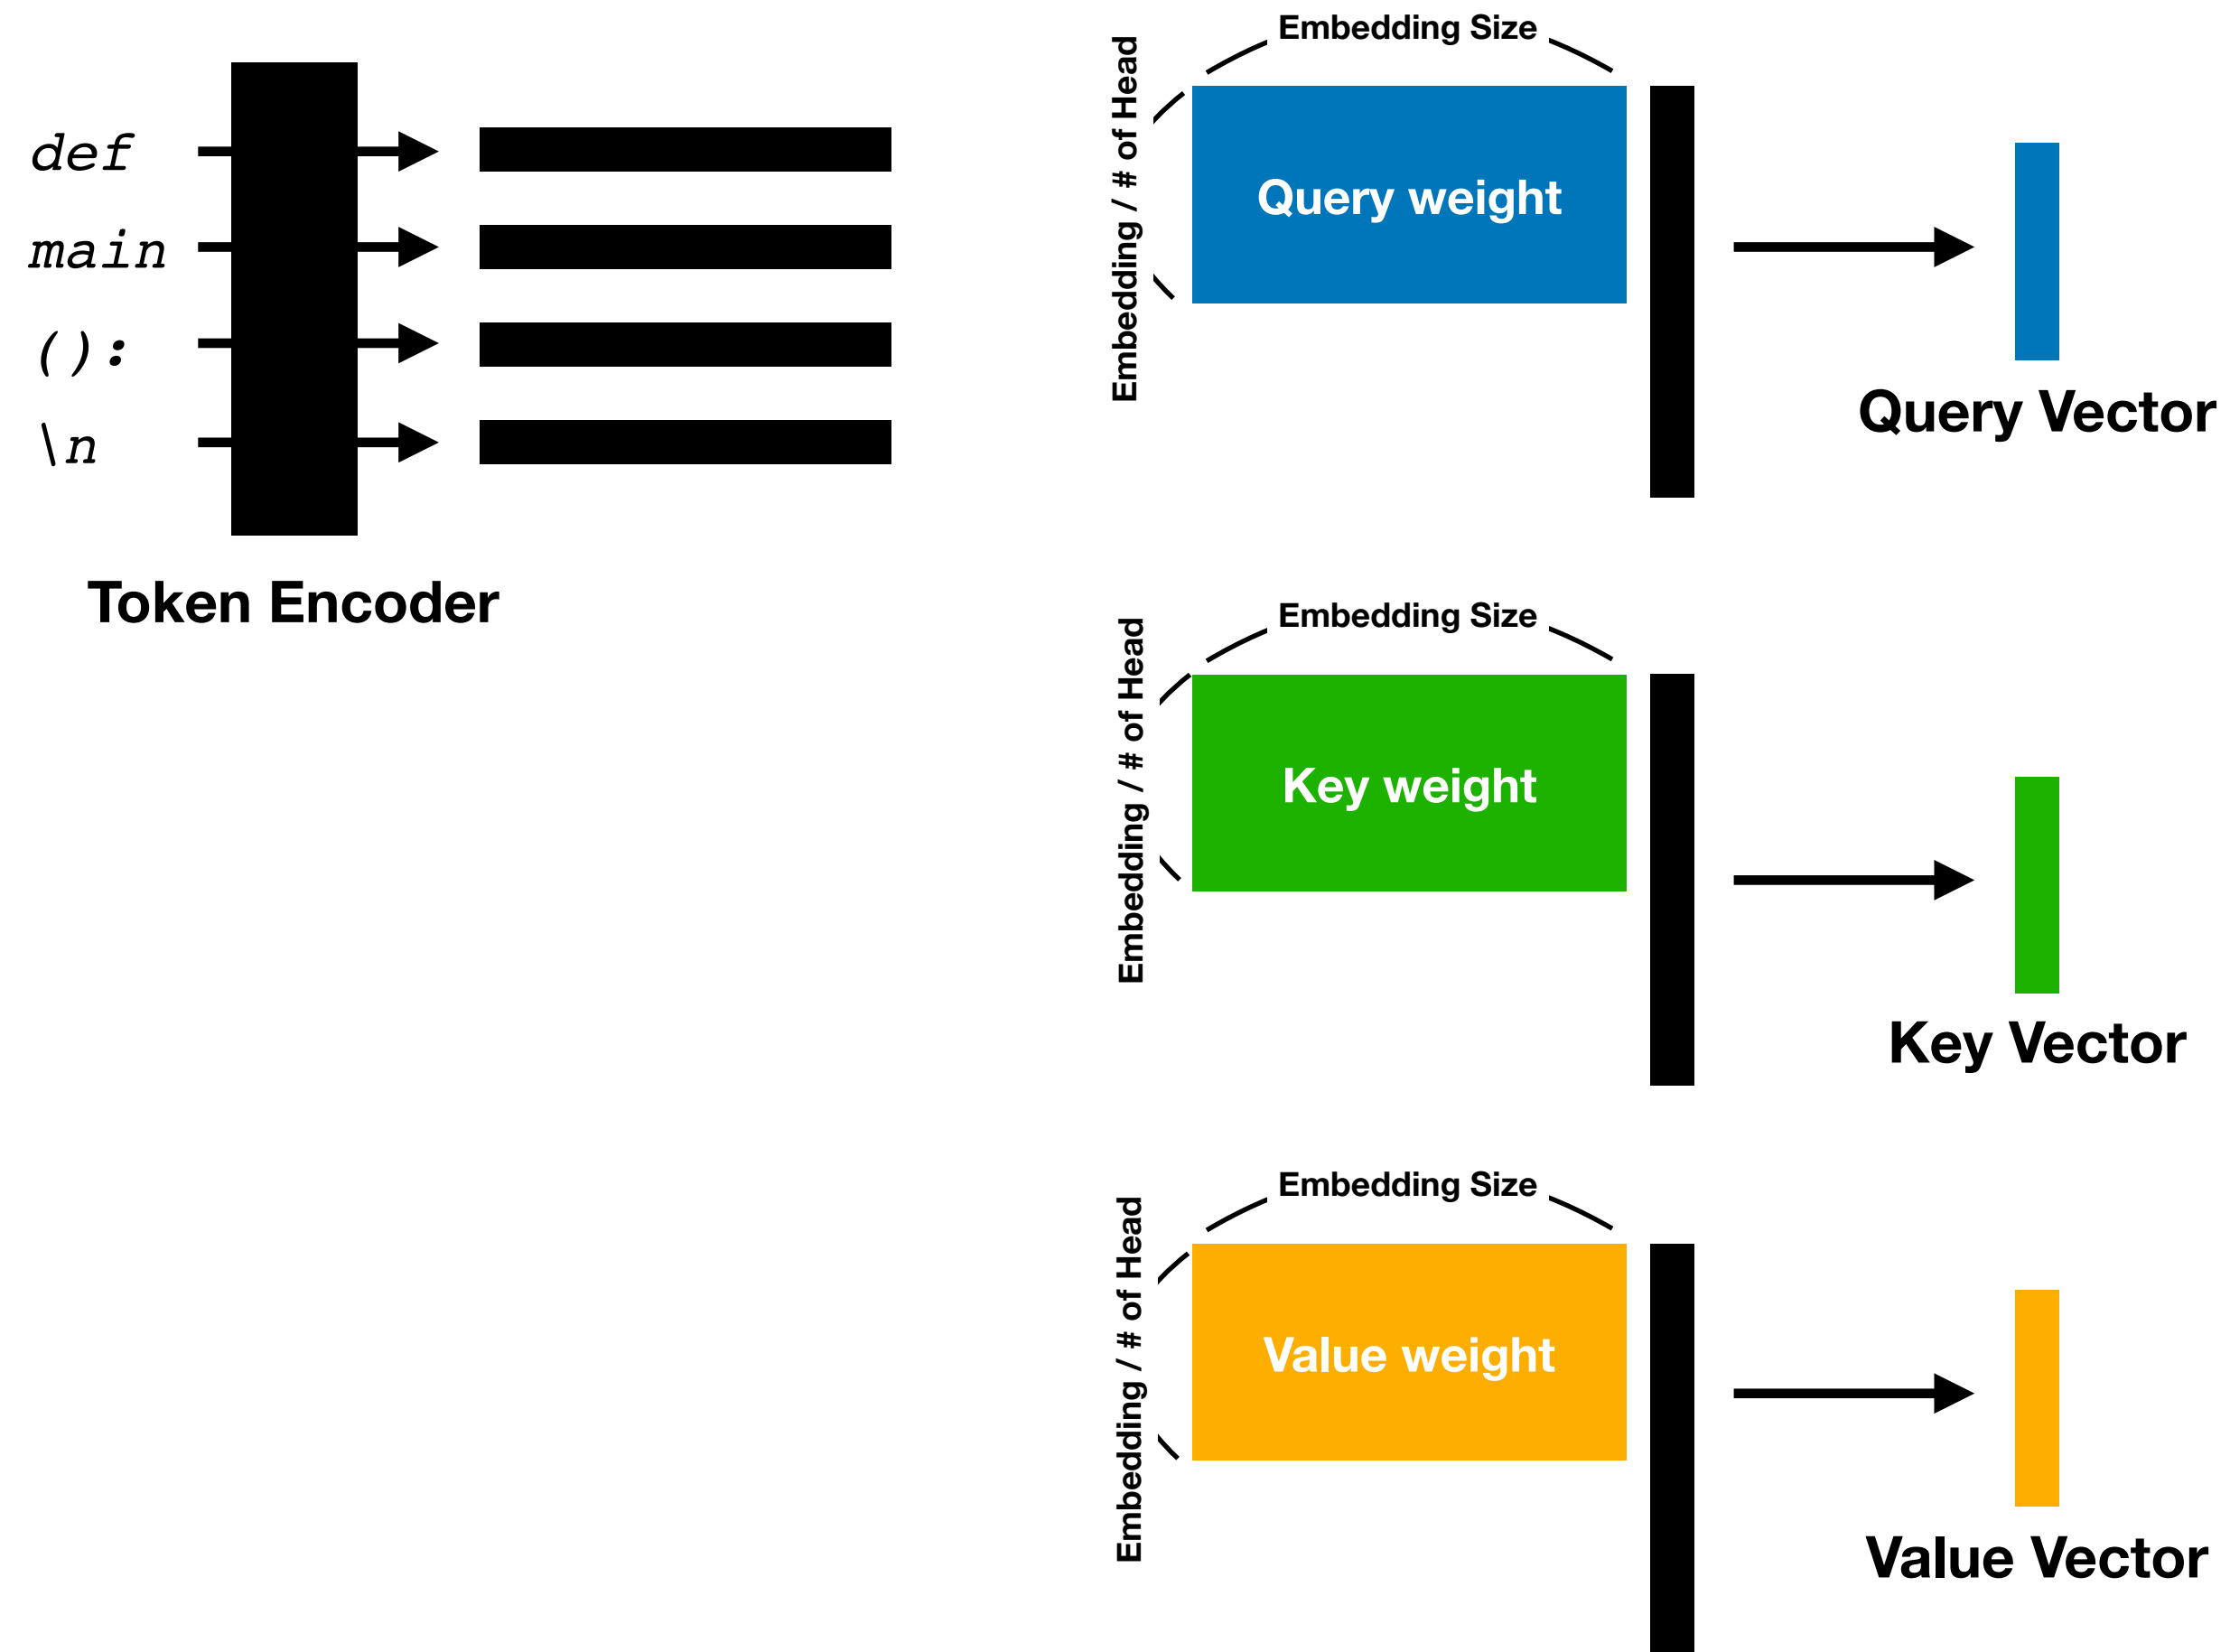 def
main
():
\n
Token Encoder
Embedding Size
Embedding / # of Head
Query weight
Query Vector
Embedding Size
Embedding / # of Head
Key weight
Key Vector
Embedding Size
Embedding / # of Head
Value weight
Value Vector